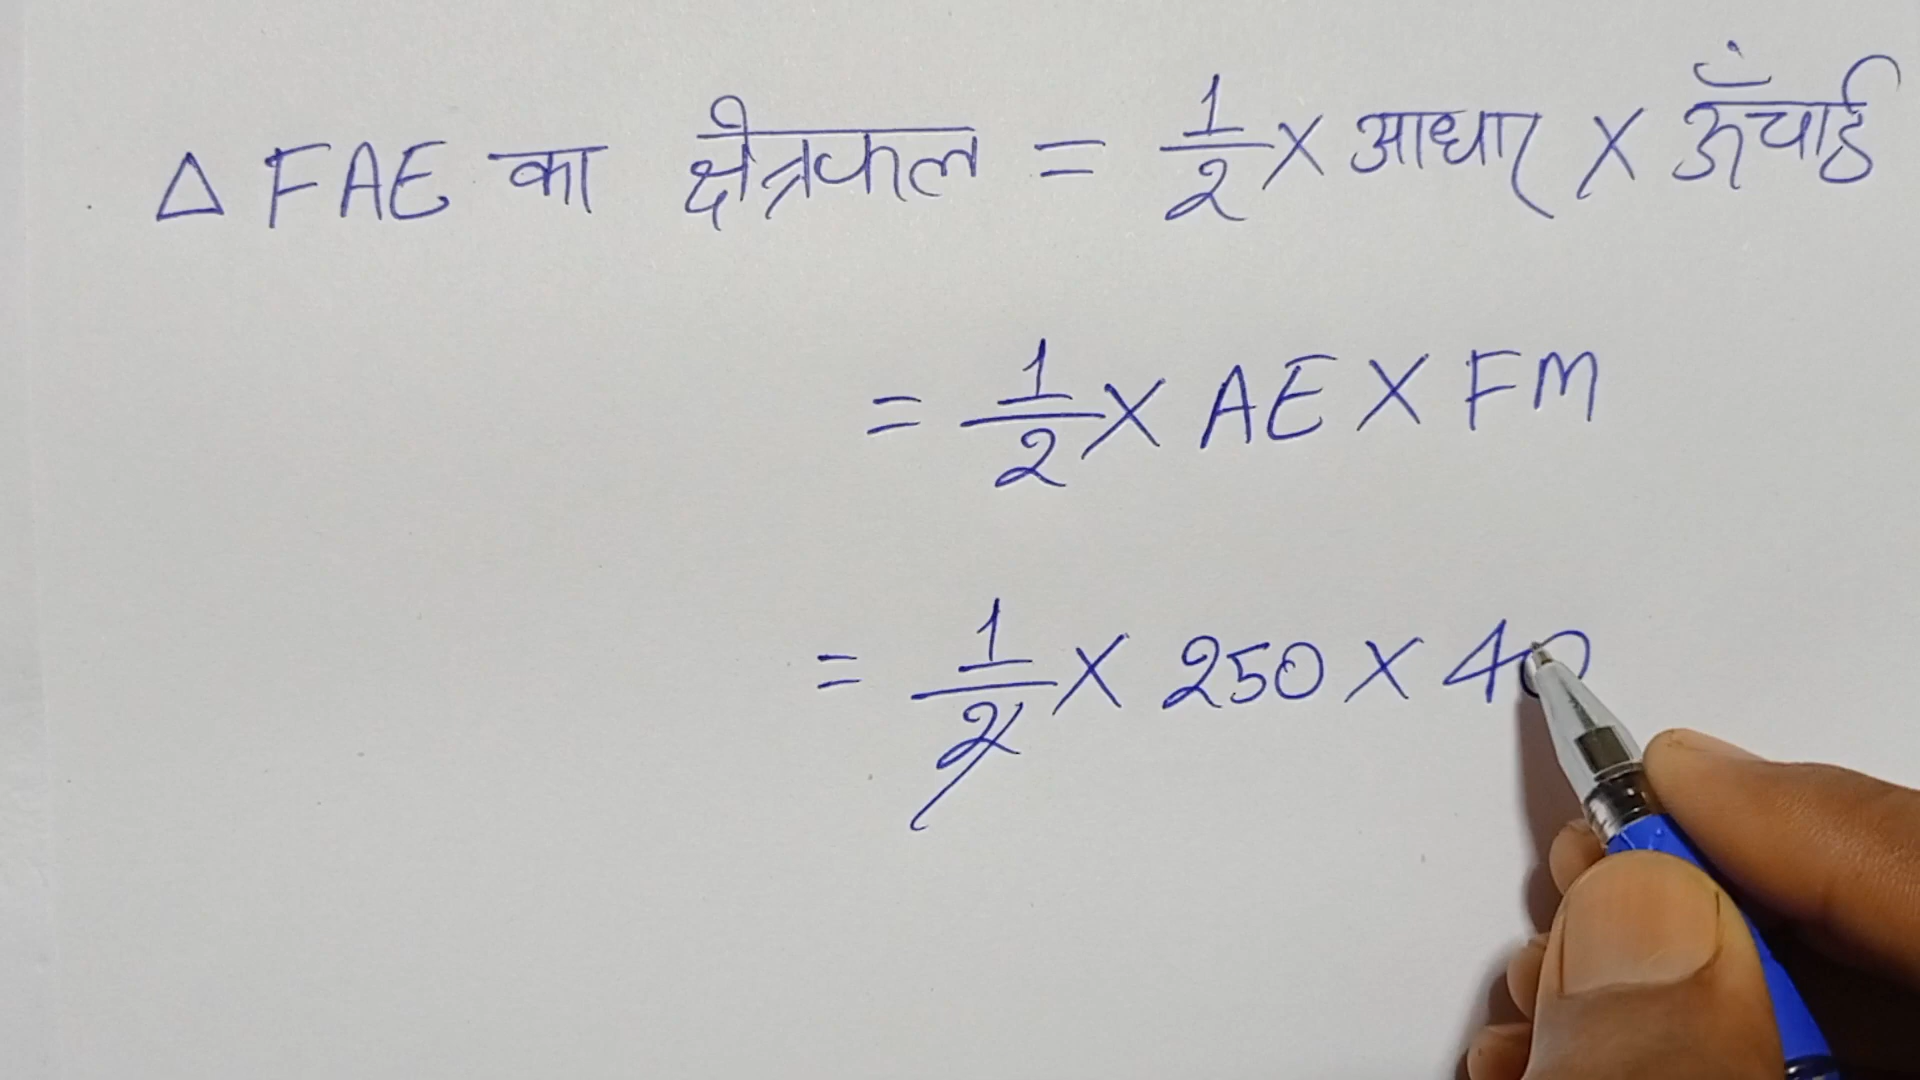 △ FAE का क्षेत्रफल = 1/2 × आधार × ऊँचाई
= 1/2 × AE × FM
= 1/2 × 250 × 40